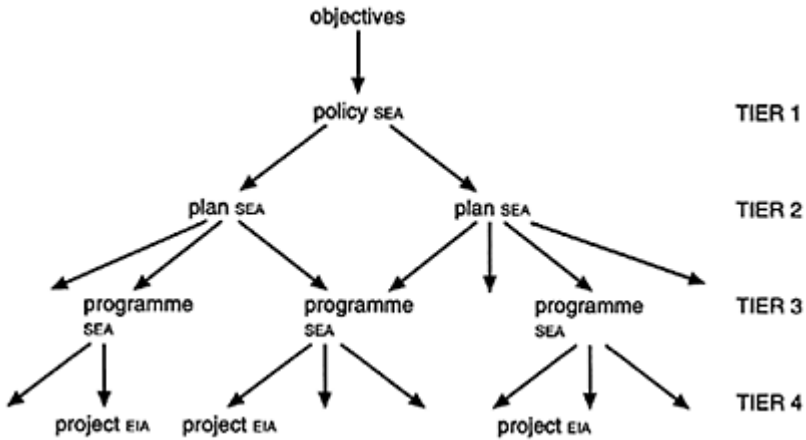 objectives
policy SEA TIER 1
plan SEA plan SEA TIER 2
programme programme programme TIER 3
SEA SEA SEA
project EIA project EIA project EIA TIER 4